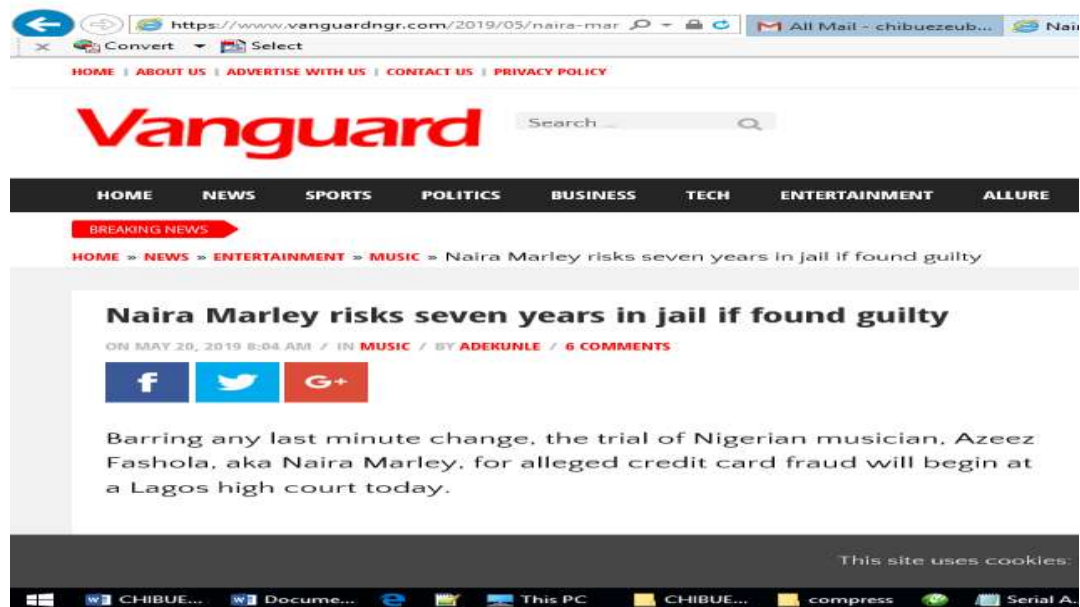 https://www.vanguardngr.com/2019/05/naira-mar
All Mail - chibuezeub...
Nair
x Convert Select
HOME | ABOUT US | ADVERTISE WITH US | CONTACT US | PRIVACY POLICY
Vanguard
Search ...
HOME NEWS SPORTS POLITICS BUSINESS TECH ENTERTAINMENT ALLURE
BREAKING NEWS
HOME » NEWS » ENTERTAINMENT » MUSIC » Naira Marley risks seven years in jail if found guilty
Naira Marley risks seven years in jail if found guilty
ON MAY 20, 2019 8:04 AM / IN MUSIC / BY ADEKUNLE / 6 COMMENTS
f G+
Barring any last minute change, the trial of Nigerian musician, Azeez
Fashola, aka Naira Marley, for alleged credit card fraud will begin at
a Lagos high court today.
This site uses cookies:
CHIBUE... Docume... This PC CHIBUE... compress Serial A.